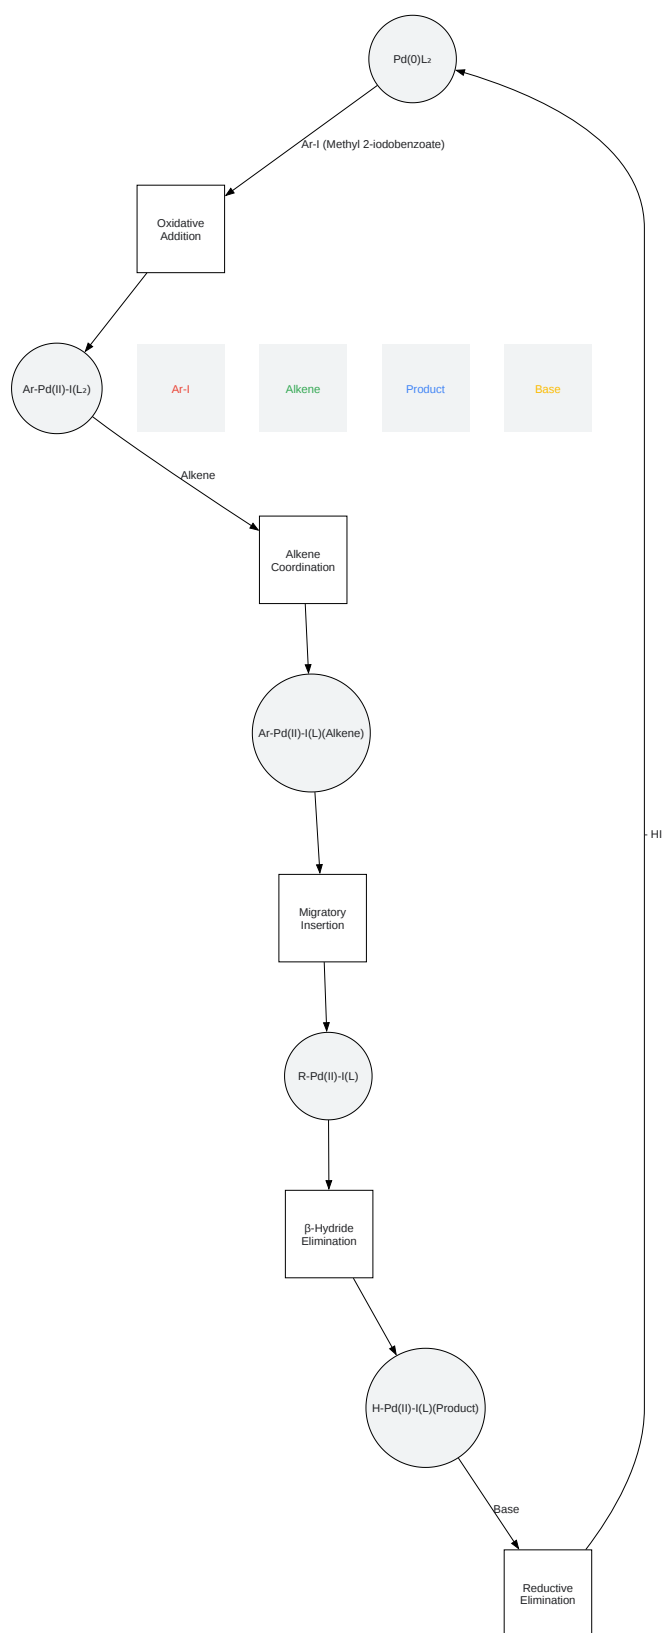 Pd(0)L₂
Ar-I (Methyl 2-iodobenzoate)
Oxidative
Addition
Ar-Pd(II)-I(L₂)
Ar-I
Alkene
Product
Base
Alkene
Alkene
Coordination
Ar-Pd(II)-I(L)(Alkene)
- HI
Migratory
Insertion
R-Pd(II)-I(L)
β-Hydride
Elimination
H-Pd(II)-I(L)(Product)
Base
Reductive
Elimination